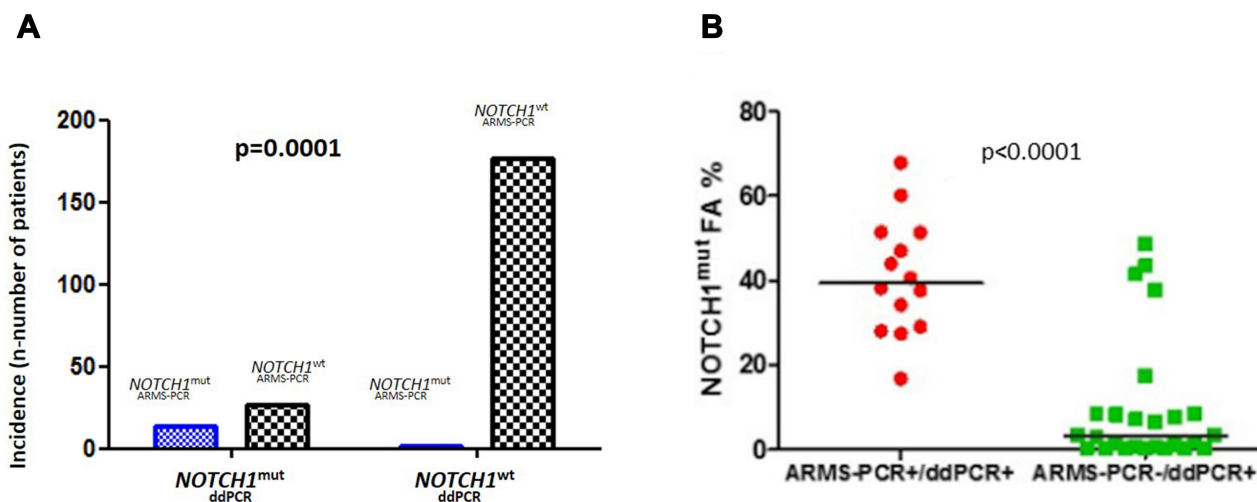 A
Incidence (n-number of patients)
200
150
100
50
0
p=0.0001
NOTCH1mut
ARMS-PCR
NOTCH1wt
ARMS-PCR
NOTCH1mut
ARMS-PCR
NOTCH1wt
ARMS-PCR
NOTCH1mut
ddPCR
NOTCH1wt
ddPCR
B
NOTCH1mut FA %
80
60
40
20
0
p<0.0001
ARMS-PCR+/ddPCR+
ARMS-PCR-/ddPCR+